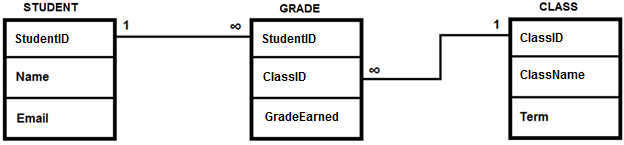 STUDENT
StudentID
Name
Email
1
∞
GRADE
StudentID
ClassID
GradeEarned
∞
1
CLASS
ClassID
ClassName
Term